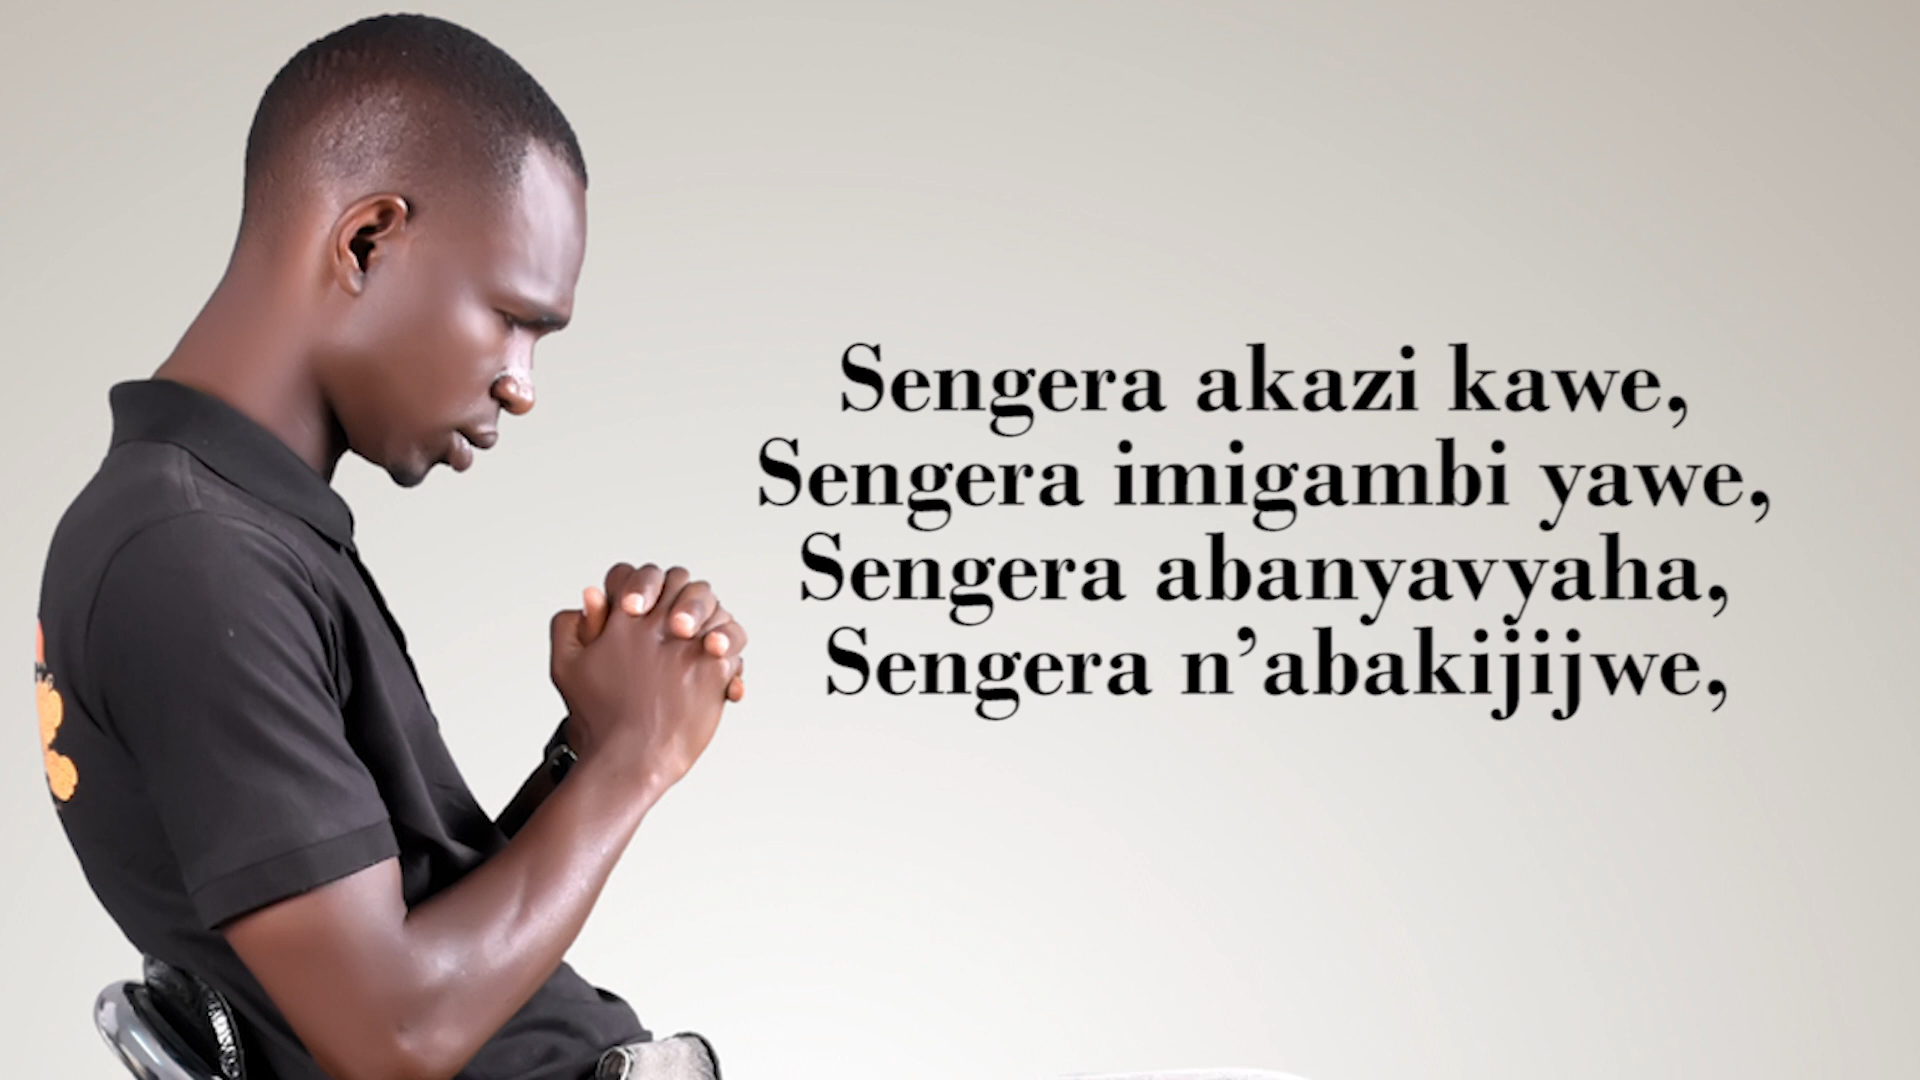 Sengera akazi kawe,
Sengera imigambi yawe,
Sengera abanyavyaha,
Sengera n’abakijijwe,